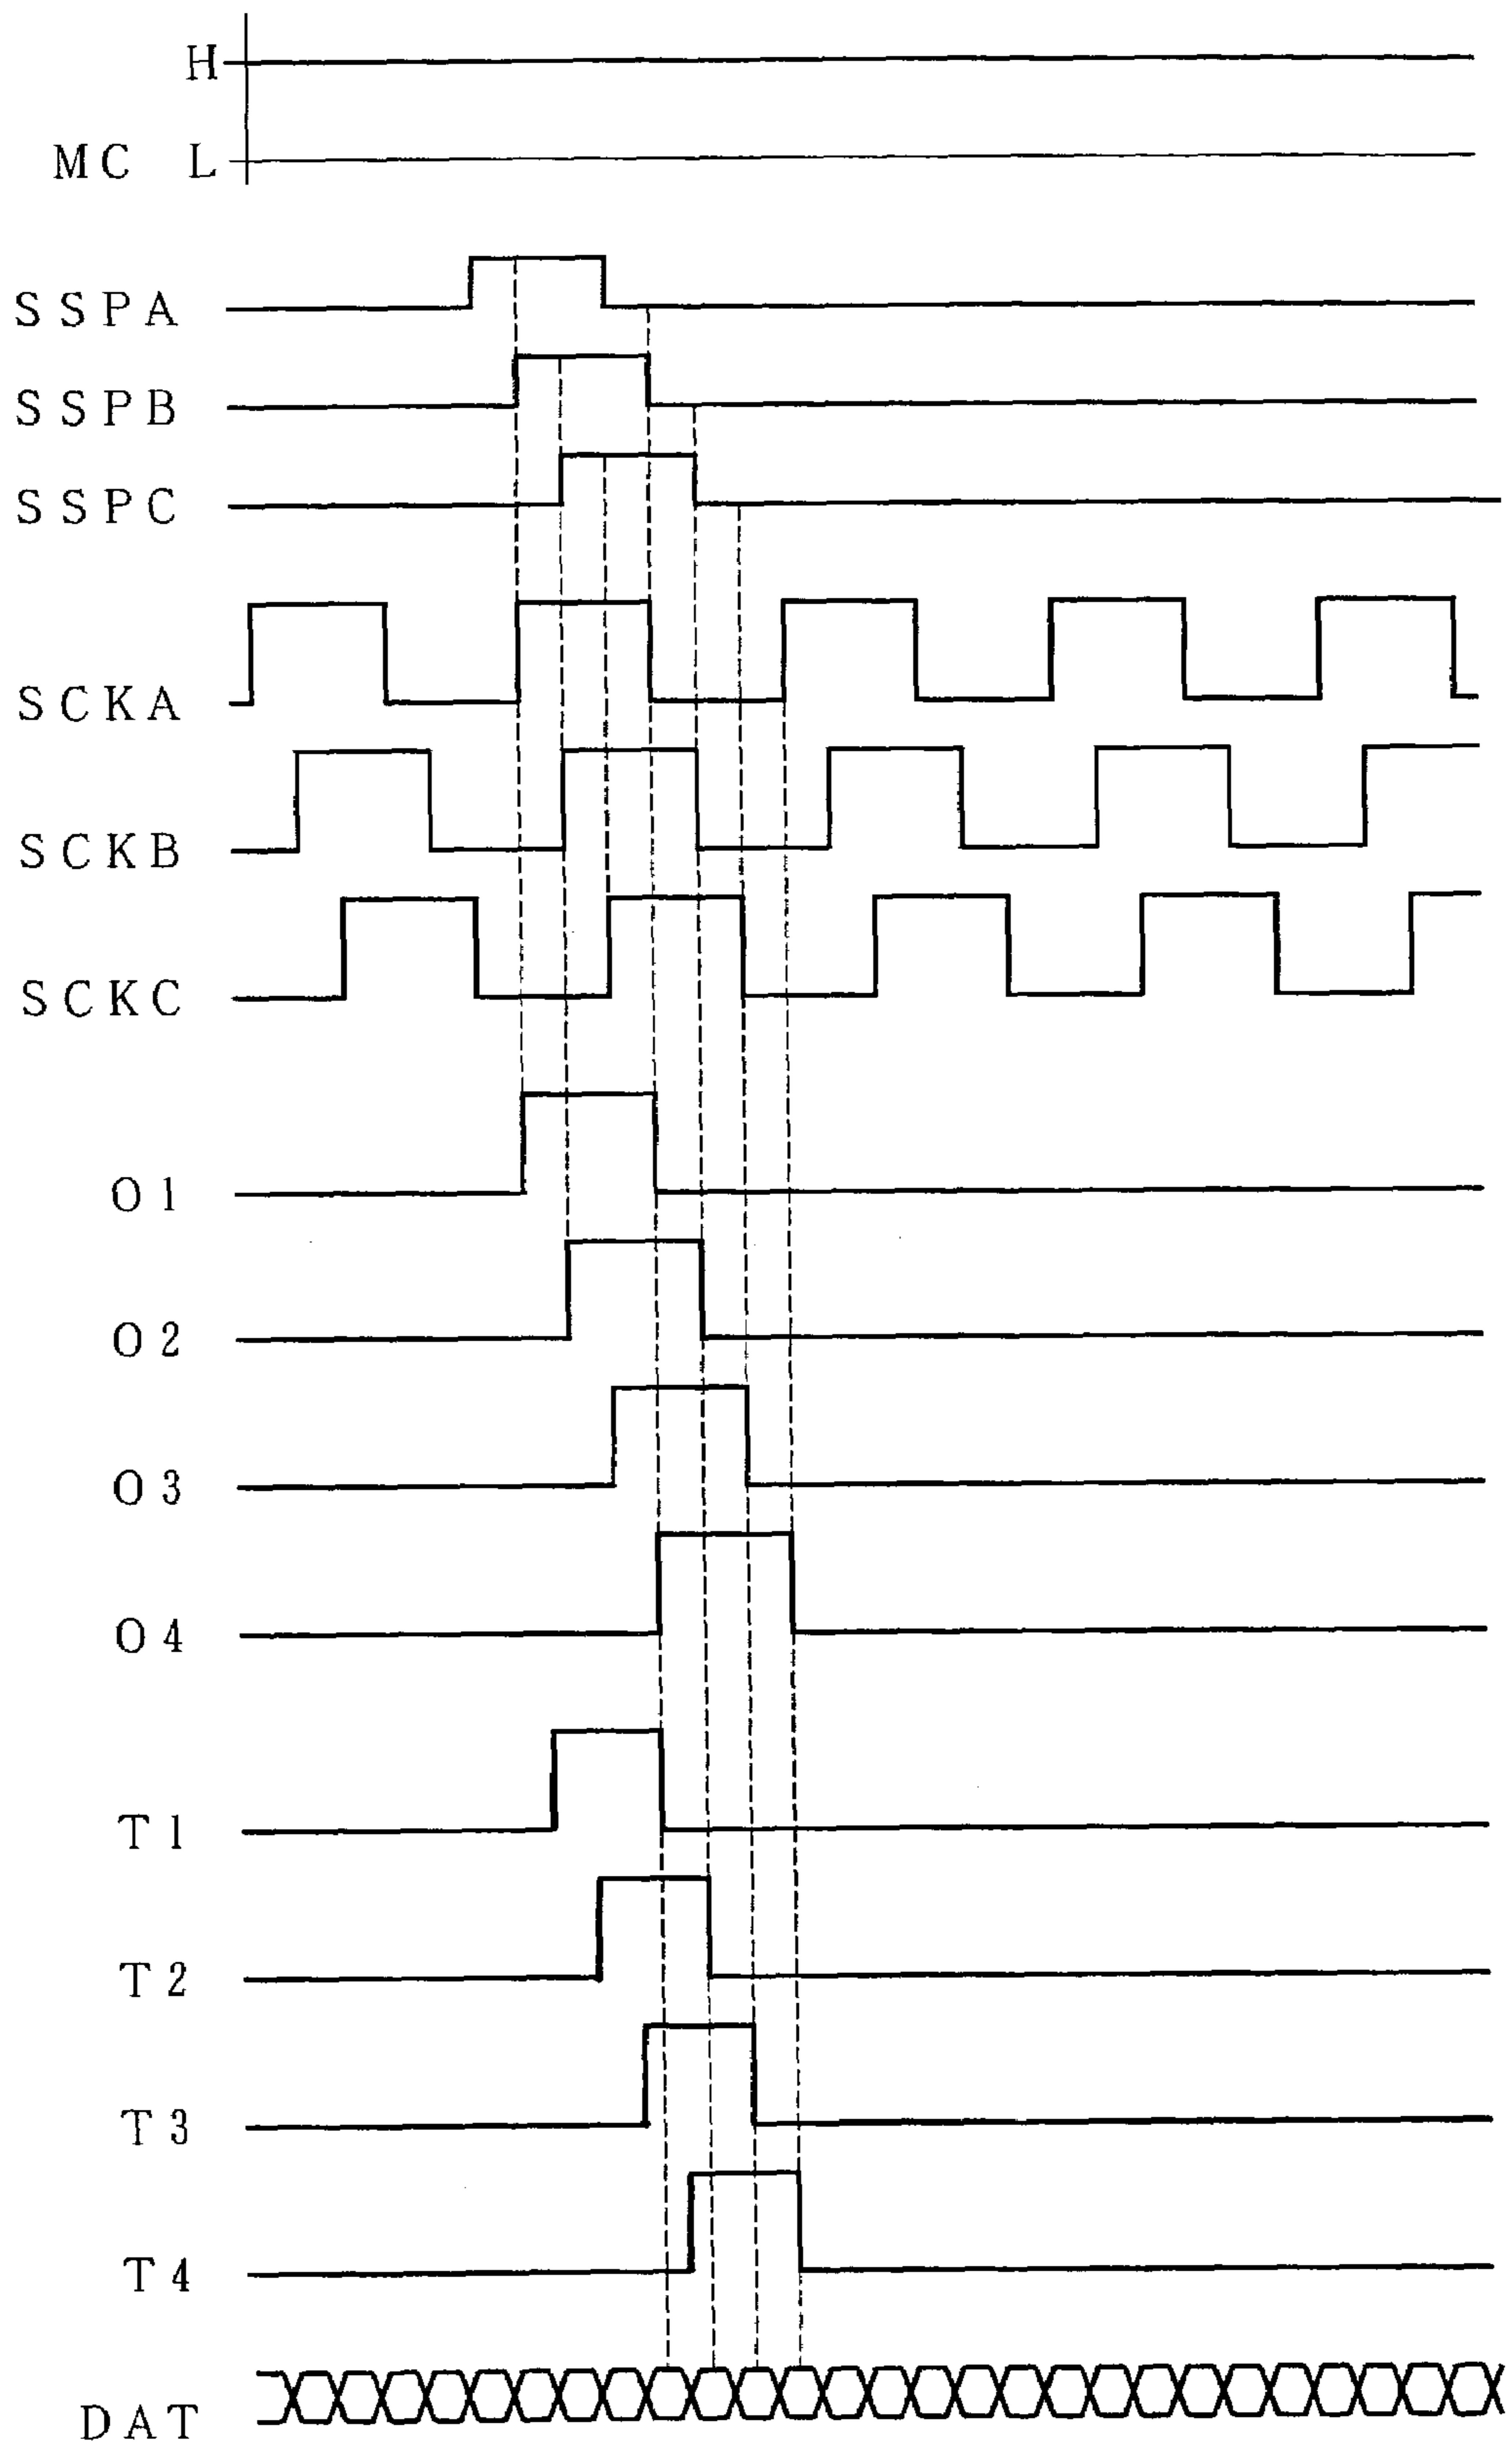 H
MC L
SSPA
SSPB
SSPC
SCKA
SCKB
SCKC
O1
O2
O3
O4
T1
T2
T3
T4
DAT